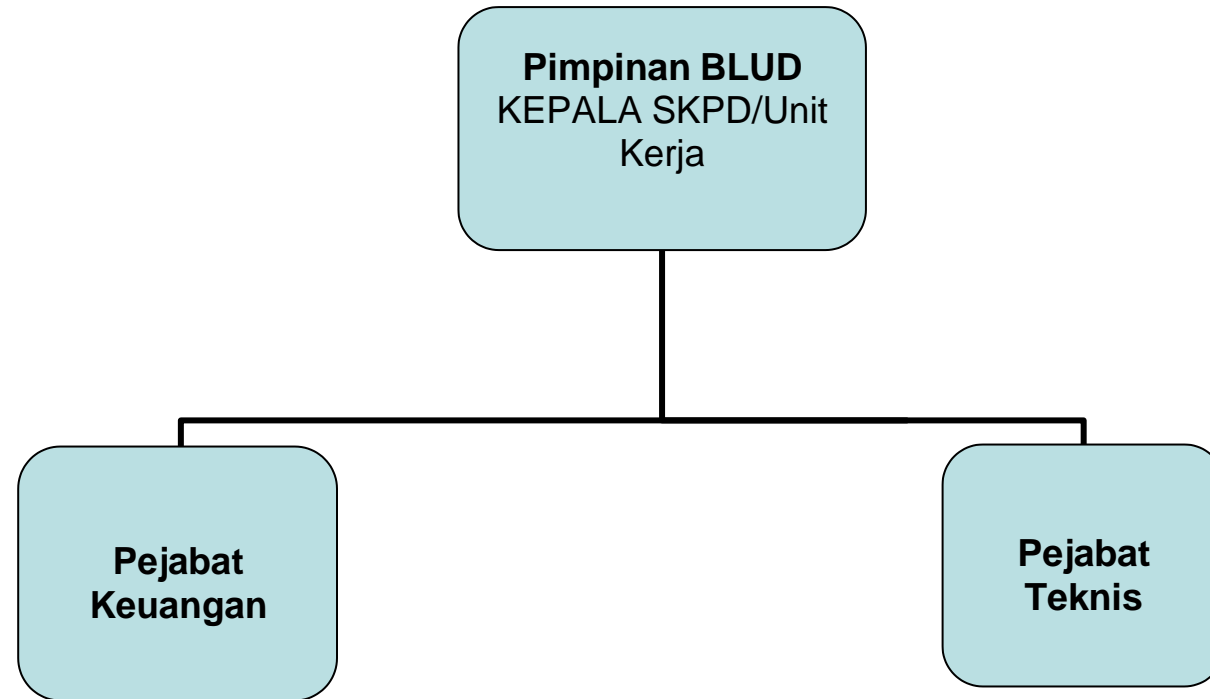 Pimpinan BLUD
KEPALA SKPD/Unit
Kerja
Pejabat
Keuangan
Pejabat
Teknis